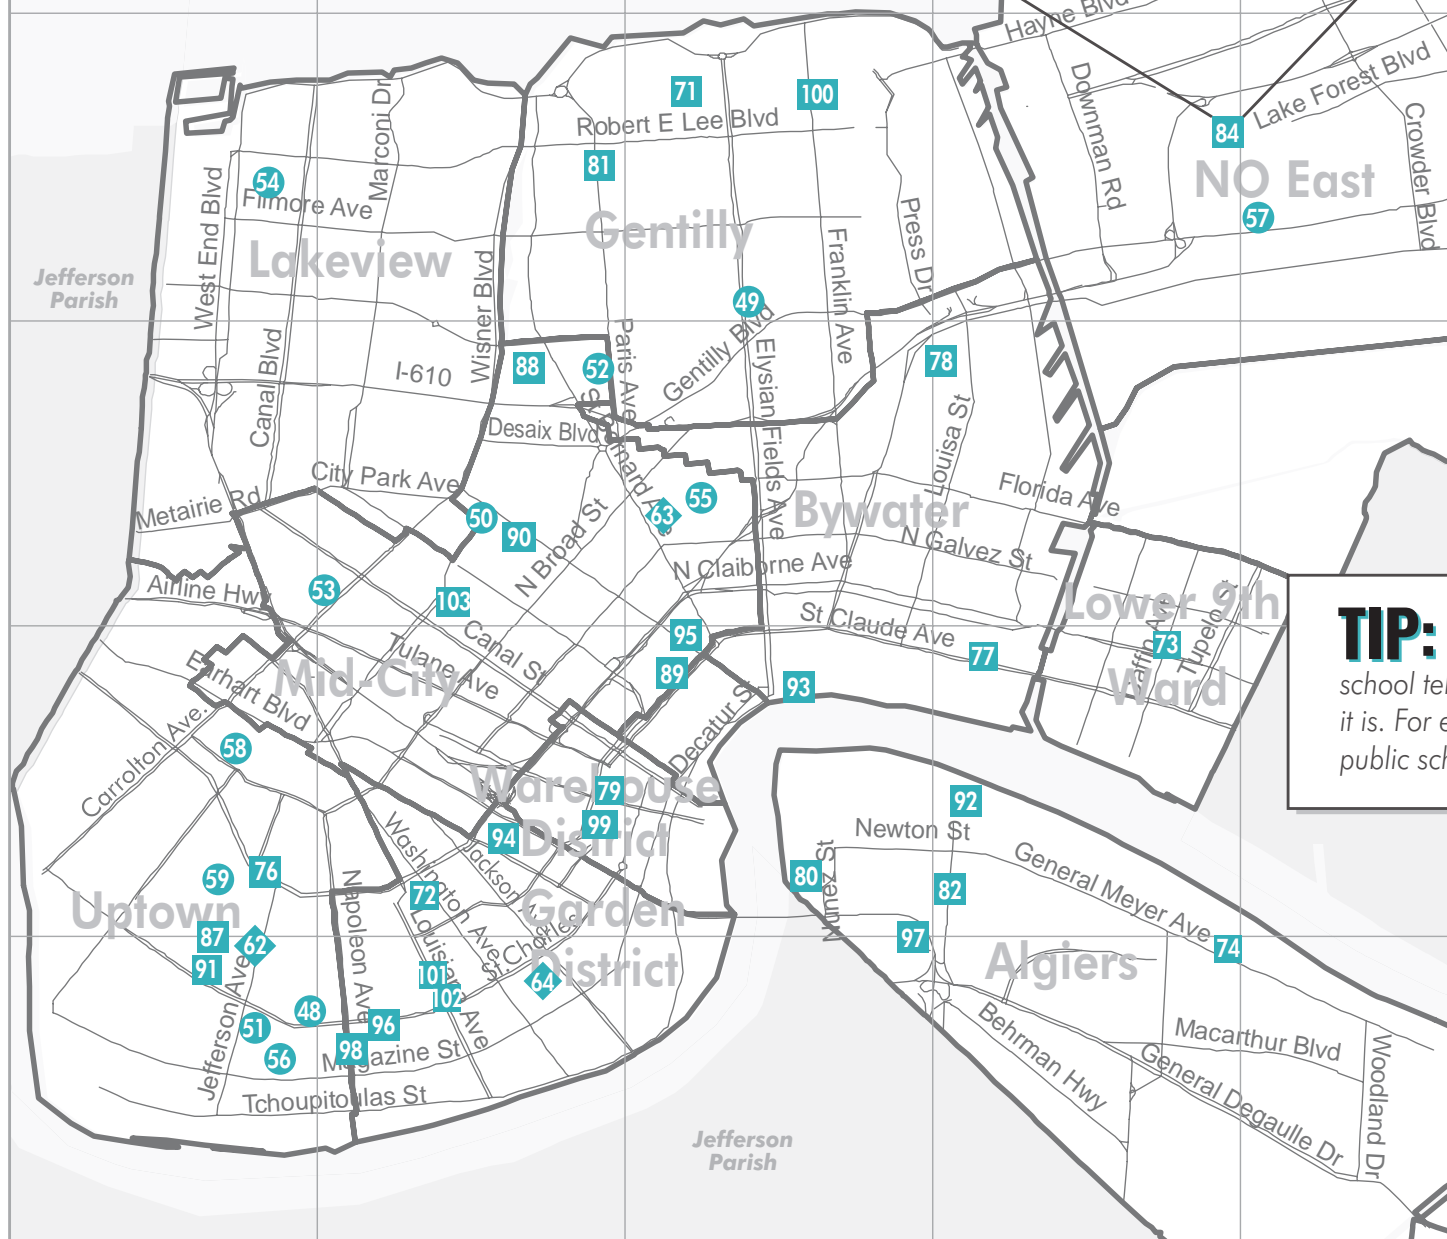 Hayne Blvd
Lake Forest Blvd
Downman Rd
Crowder Blvd
84
NO East
57
71
100
Robert E Lee Blvd
81
Marconi Dr
54
Filmore Ave
West End Blvd
Lakeview
Gentilly
Press Dr
Franklin Ave
Wisner Blvd
Jefferson
Parish
49
Gentilly Blvd
Elysian Fields Ave
Paris Ave
88
52
78
I-610
Canal Blvd
Desaix Blvd
St Bernard Ave
Louisa St
City Park Ave
Metairie Rd
50
90
63
55
Bywater
Florida Ave
N Broad St
N Galvez St
N Claiborne Ave
Airline Hwy
53
103
Lower 9th
Ward
73
Tupelo St
St Claude Ave
95
77
89
93
Canal St
Tulane Ave
Mid-City
Earhart Blvd
Decatur St
Carrolton Ave.
58
Warehouse
District
79
99
94
TIP:
school tel
it is. For e
public sch
92
Newton St
General Meyer Ave
80
82
97
74
Algiers
Washington Ave
Jackson Ave
59
76
72
Uptown
Garden
District
Napoleon Ave
87
62
91
Louisiana Ave
St. Charles
101
102
64
48
51
56
96
98
Jefferson Ave
Magazine St
Tchoupitoulas St
Behrman Hwy
Macarthur Blvd
General Degaulle Dr
Woodland Dr
Jefferson
Parish